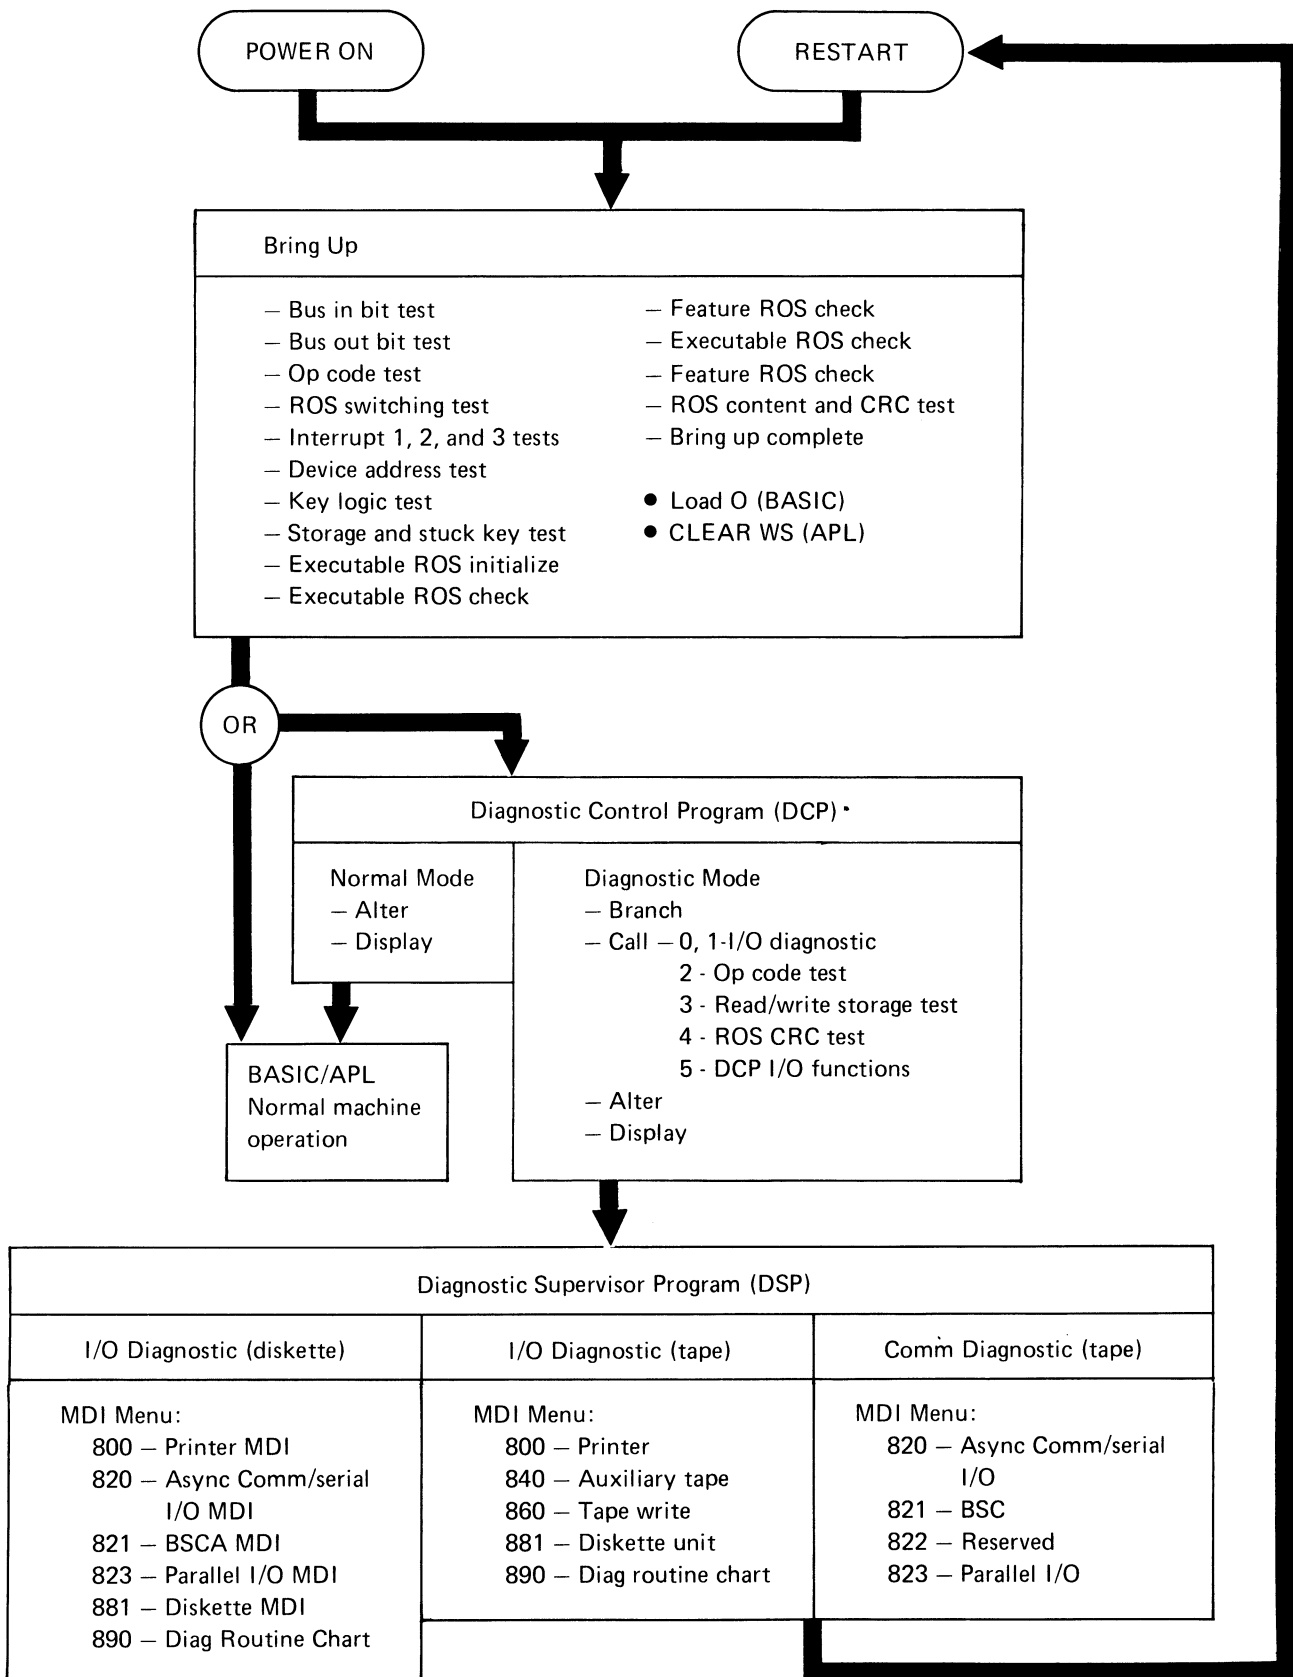 POWER ON
RESTART
Bring Up
— Bus in bit test
— Bus out bit test
— Op code test
— ROS switching test
— Interrupt 1, 2, and 3 tests
— Device address test
— Key logic test
— Storage and stuck key test
— Executable ROS initialize
— Executable ROS check
— Feature ROS check
— Executable ROS check
— Feature ROS check
— ROS content and CRC test
— Bring up complete
● Load O (BASIC)
● CLEAR WS (APL)
OR
Diagnostic Control Program (DCP)
Normal Mode
— Alter
— Display
Diagnostic Mode
— Branch
— Call — 0, 1-I/O diagnostic
2 - Op code test
3 - Read/write storage test
4 - ROS CRC test
5 - DCP I/O functions
— Alter
— Display
BASIC/APL
Normal machine
operation
Diagnostic Supervisor Program (DSP)
I/O Diagnostic (diskette)
MDI Menu:
800 — Printer MDI
820 — Async Comm/serial
I/O MDI
821 — BSCA MDI
823 — Parallel I/O MDI
881 — Diskette MDI
890 — Diag Routine Chart
I/O Diagnostic (tape)
MDI Menu:
800 — Printer
840 — Auxiliary tape
860 — Tape write
881 — Diskette unit
890 — Diag routine chart
Comm Diagnostic (tape)
MDI Menu:
820 — Async Comm/serial
I/O
821 — BSC
822 — Reserved
823 — Parallel I/O